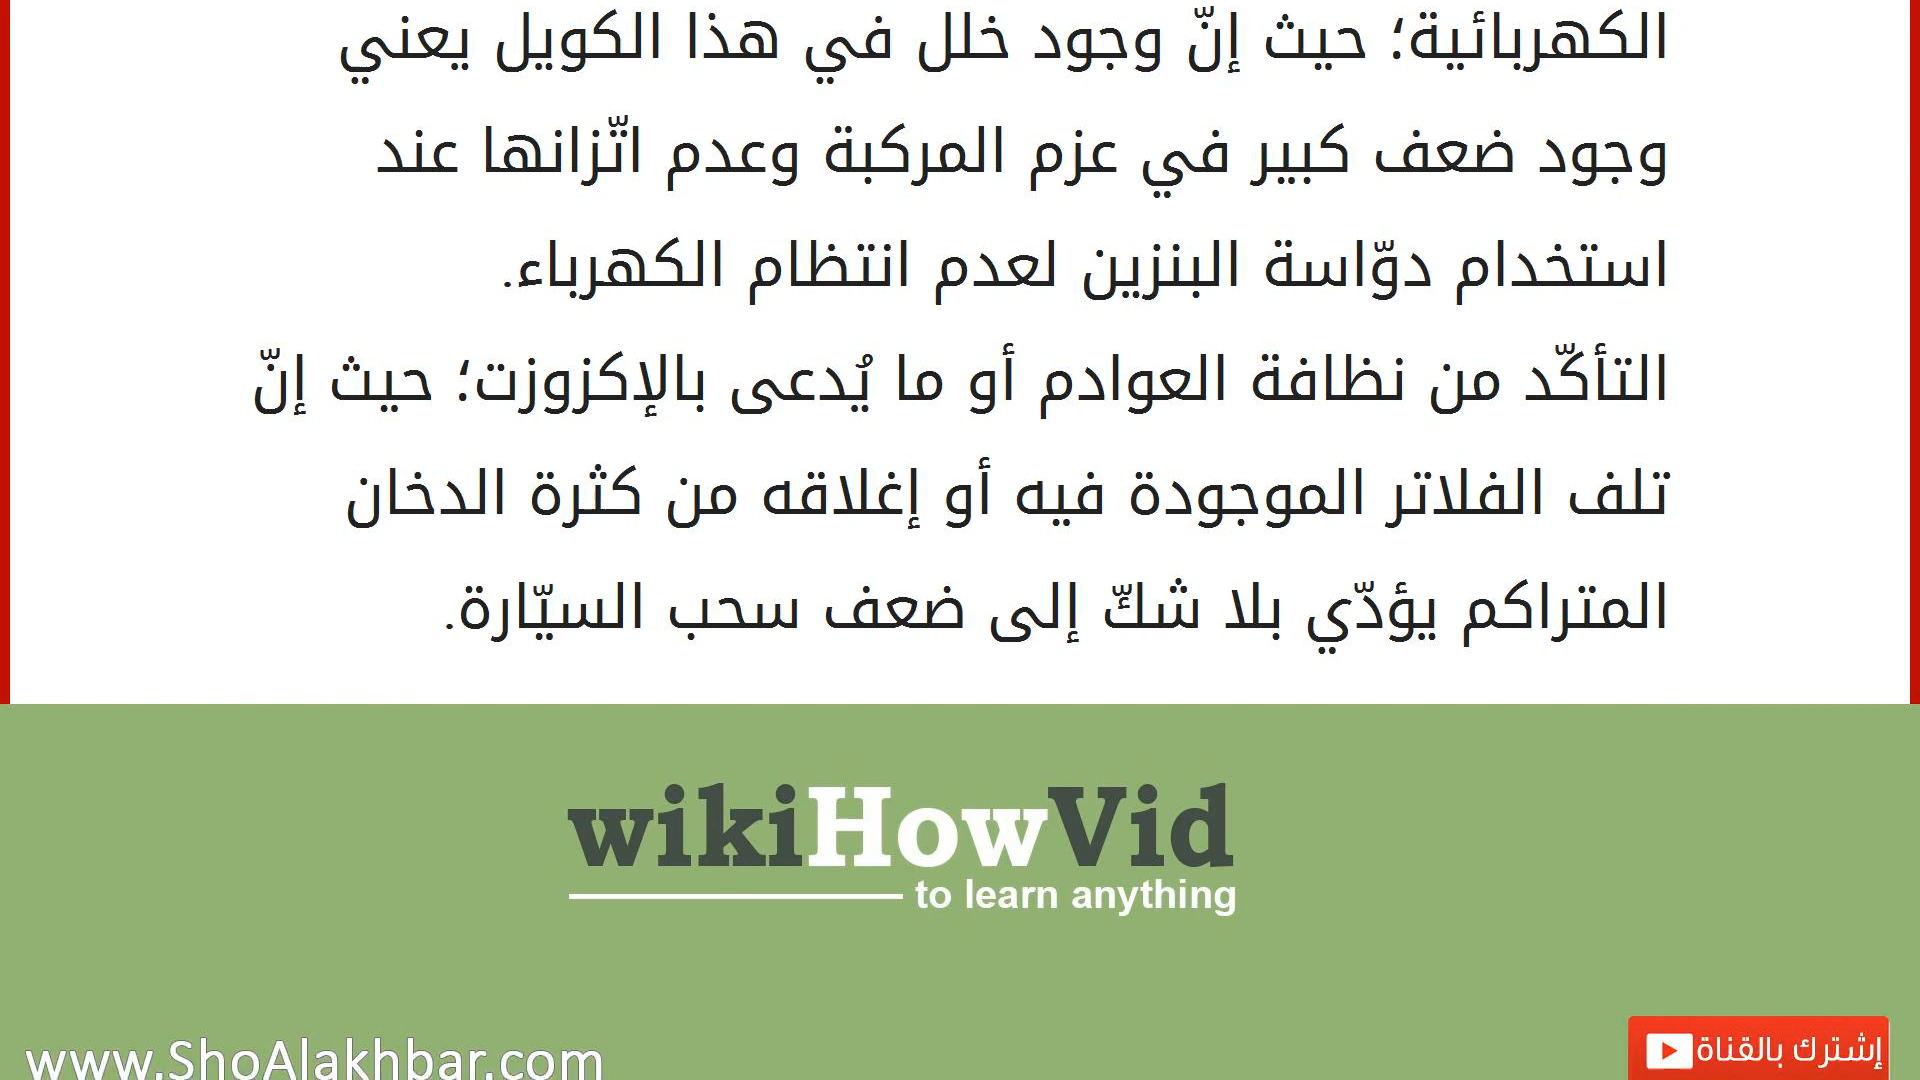 الكهربائية؛ حيث إنّ وجود خلل في هذا الكويل يعني
وجود ضعف كبير في عزم المركبة وعدم اتّزانها عند
استخدام دوّاسة البنزين لعدم انتظام الكهرباء.
التأكّد من نظافة العوادم أو ما يُدعى بالإكزوزت؛ حيث إنّ
تلف الفلاتر الموجودة فيه أو إغلاقه من كثرة الدخان
المتراكم يؤدّي بلا شكّ إلى ضعف سحب السيّارة.
wikiHowVid
to learn anything
www.ShoAlakhbar.com
إشترك بالقناة